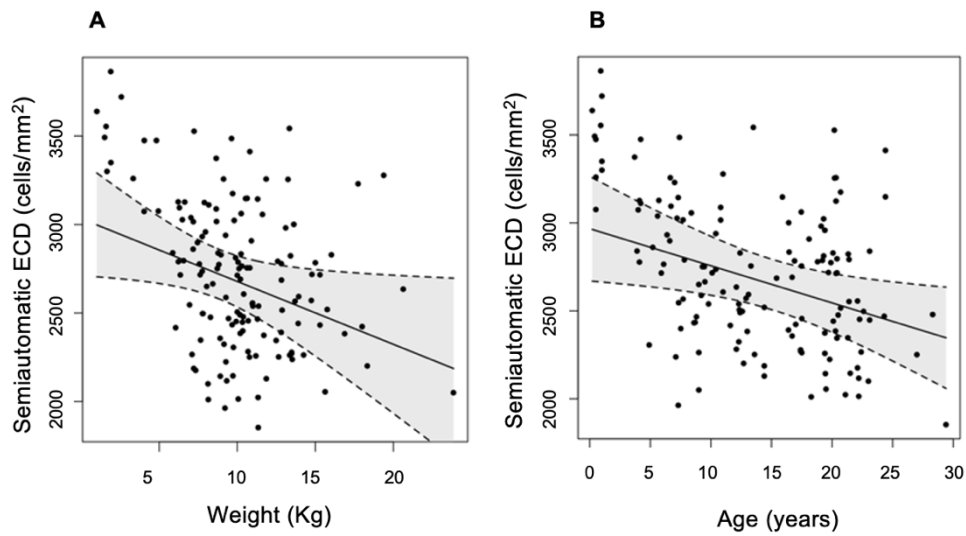 A
Semiautomatic ECD (cells/mm²)
3500
3000
2500
2000
5 10 15 20
Weight (Kg)
B
Semiautomatic ECD (cells/mm²)
3500
3000
2500
2000
0 5 10 15 20 25 30
Age (years)